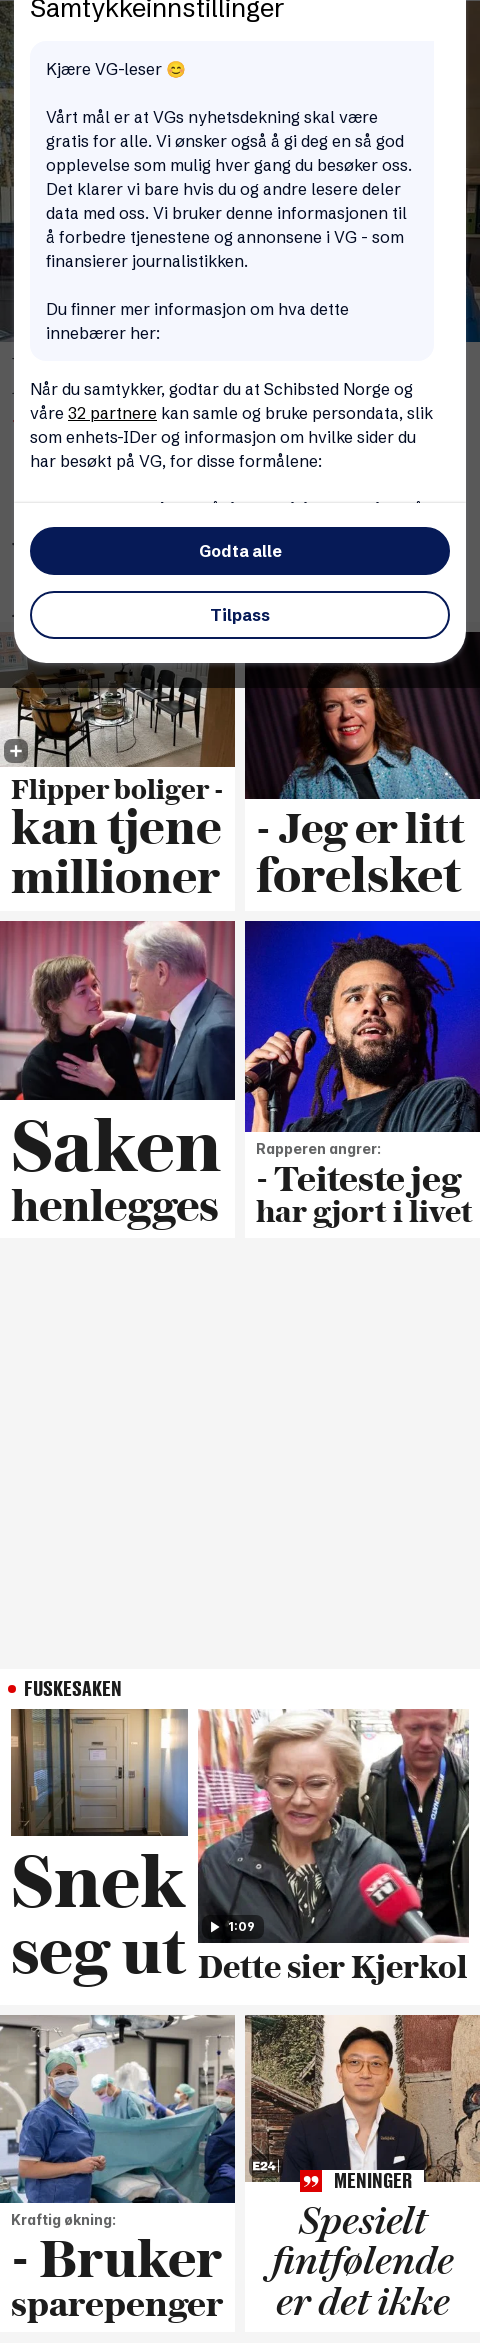 Samtykkeinnstillinger
Kjære VG-leser 😊
Vårt mål er at VGs nyhetsdekning skal være
gratis for alle. Vi ønsker også å gi deg en så god
opplevelse som mulig hver gang du besøker oss.
Det klarer vi bare hvis du og andre lesere deler
data med oss. Vi bruker denne informasjonen til
å forbedre tjenestene og annonsene i VG - som
finansierer journalistikken.
Du finner mer informasjon om hva dette
innebærer her:
Når du samtykker, godtar du at Schibsted Norge og
våre 32 partnere kan samle og bruke persondata, slik
som enhets-IDer og informasjon om hvilke sider du
har besøkt på VG, for disse formålene:
Godta alle
Tilpass
Flipper boliger -
kan tjene
millioner
- Jeg er litt
forelsket
Saken
henlegges
Rapperen angrer:
- Teiteste jeg
har gjort i livet
FUSKESAKEN
Snek
seg ut
1:09
Dette sier Kjerkol
Kraftig økning:
- Bruker
sparepenger
E24
MENINGER
Spesielt
fintfølende
er det ikke